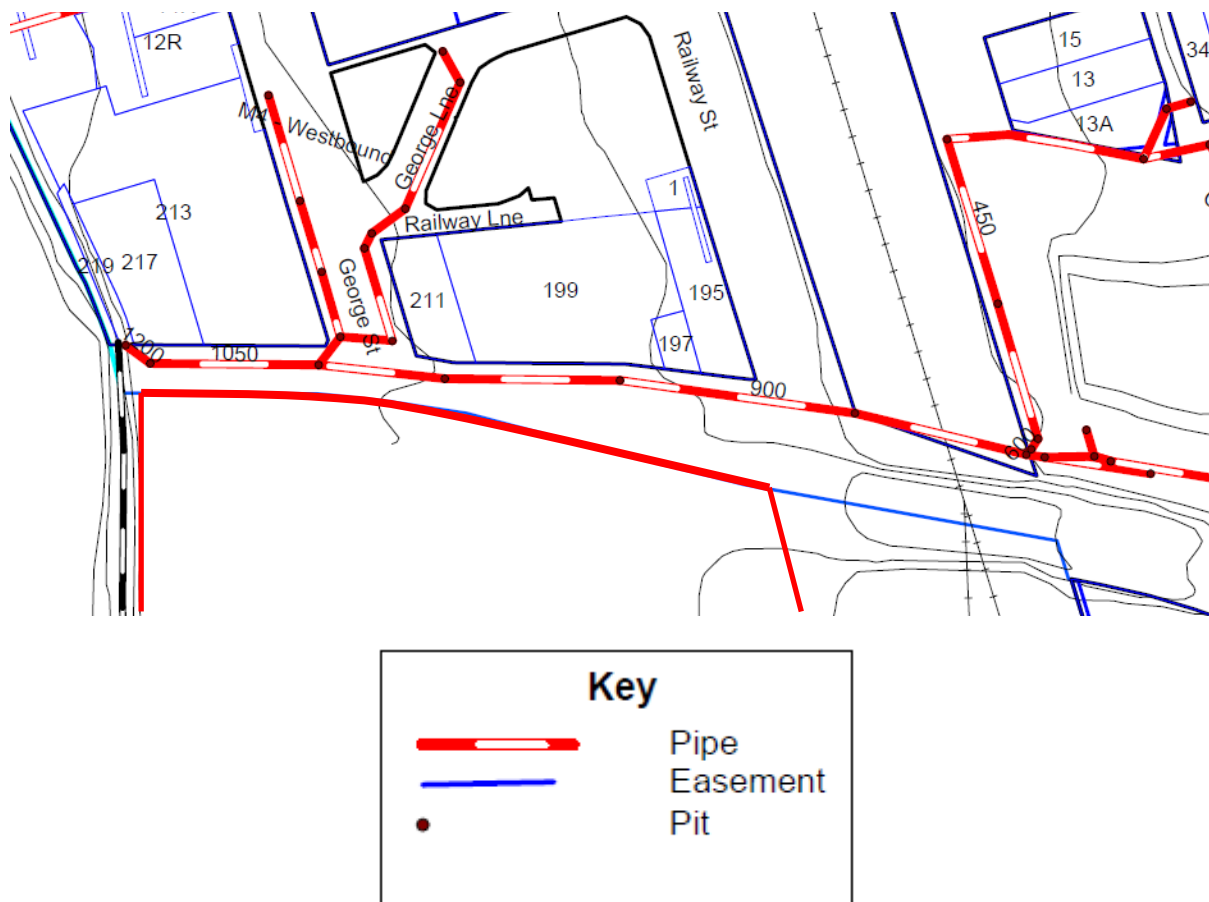 12R
M4 - Westbound
George Lne
Railway St
15
13
13A
34
213
219
217
Railway Lne
1
George St
211
199
195
197
450
1200
1050
900
600
Key
Pipe
Easement
Pit